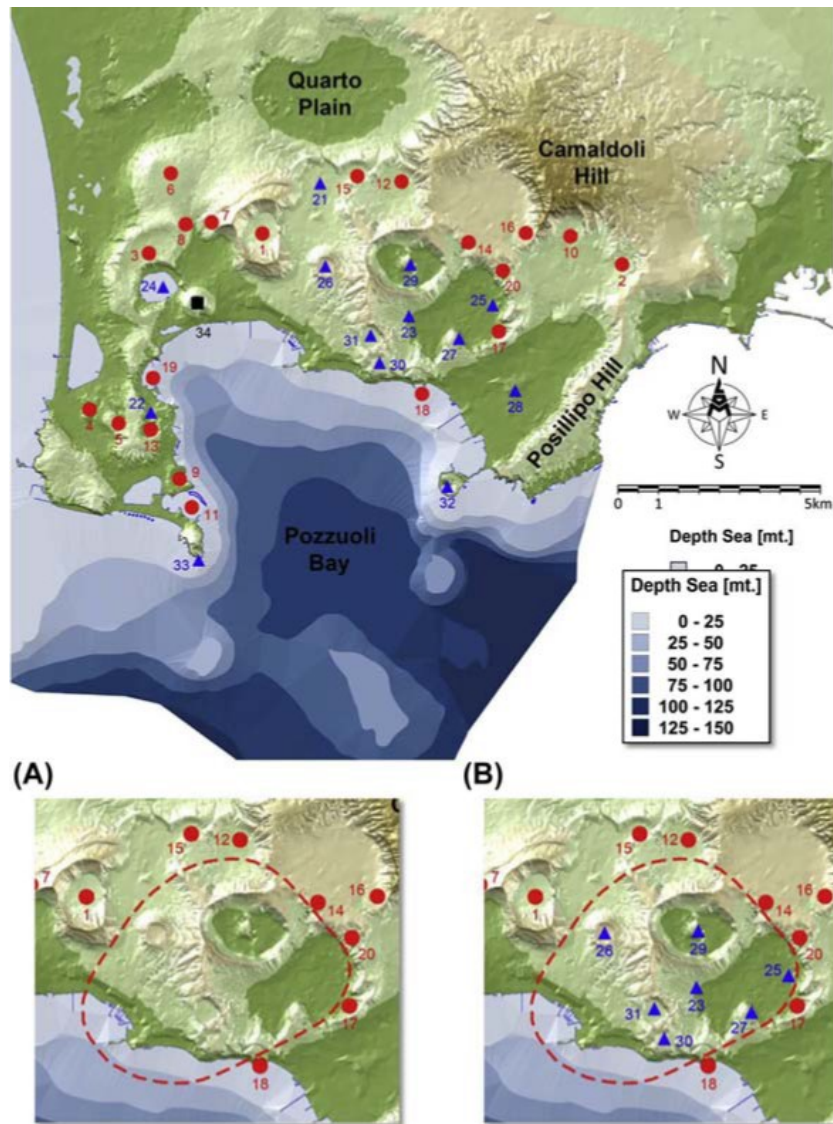 Quarto
Plain
Camaldoli
Hill
6
21
15
12
7
8
1
16
14
10
3
26
29
20
2
24
25
34
23
31
27
17
30
19
18
28
22
4
5
13
Posillipo Hill
N
W
E
S
9
32
11
0 1 5km
Pozzuoli
Bay
33
Depth Sea [mt.]
0 - 25
Depth Sea [mt.]
0 - 25
25 - 50
50 - 75
75 - 100
100 - 125
125 - 150
(A)
(B)
15
12
7
1
16
14
20
17
18
15
12
7
1
16
14
26
29
20
25
23
31
27
17
30
18